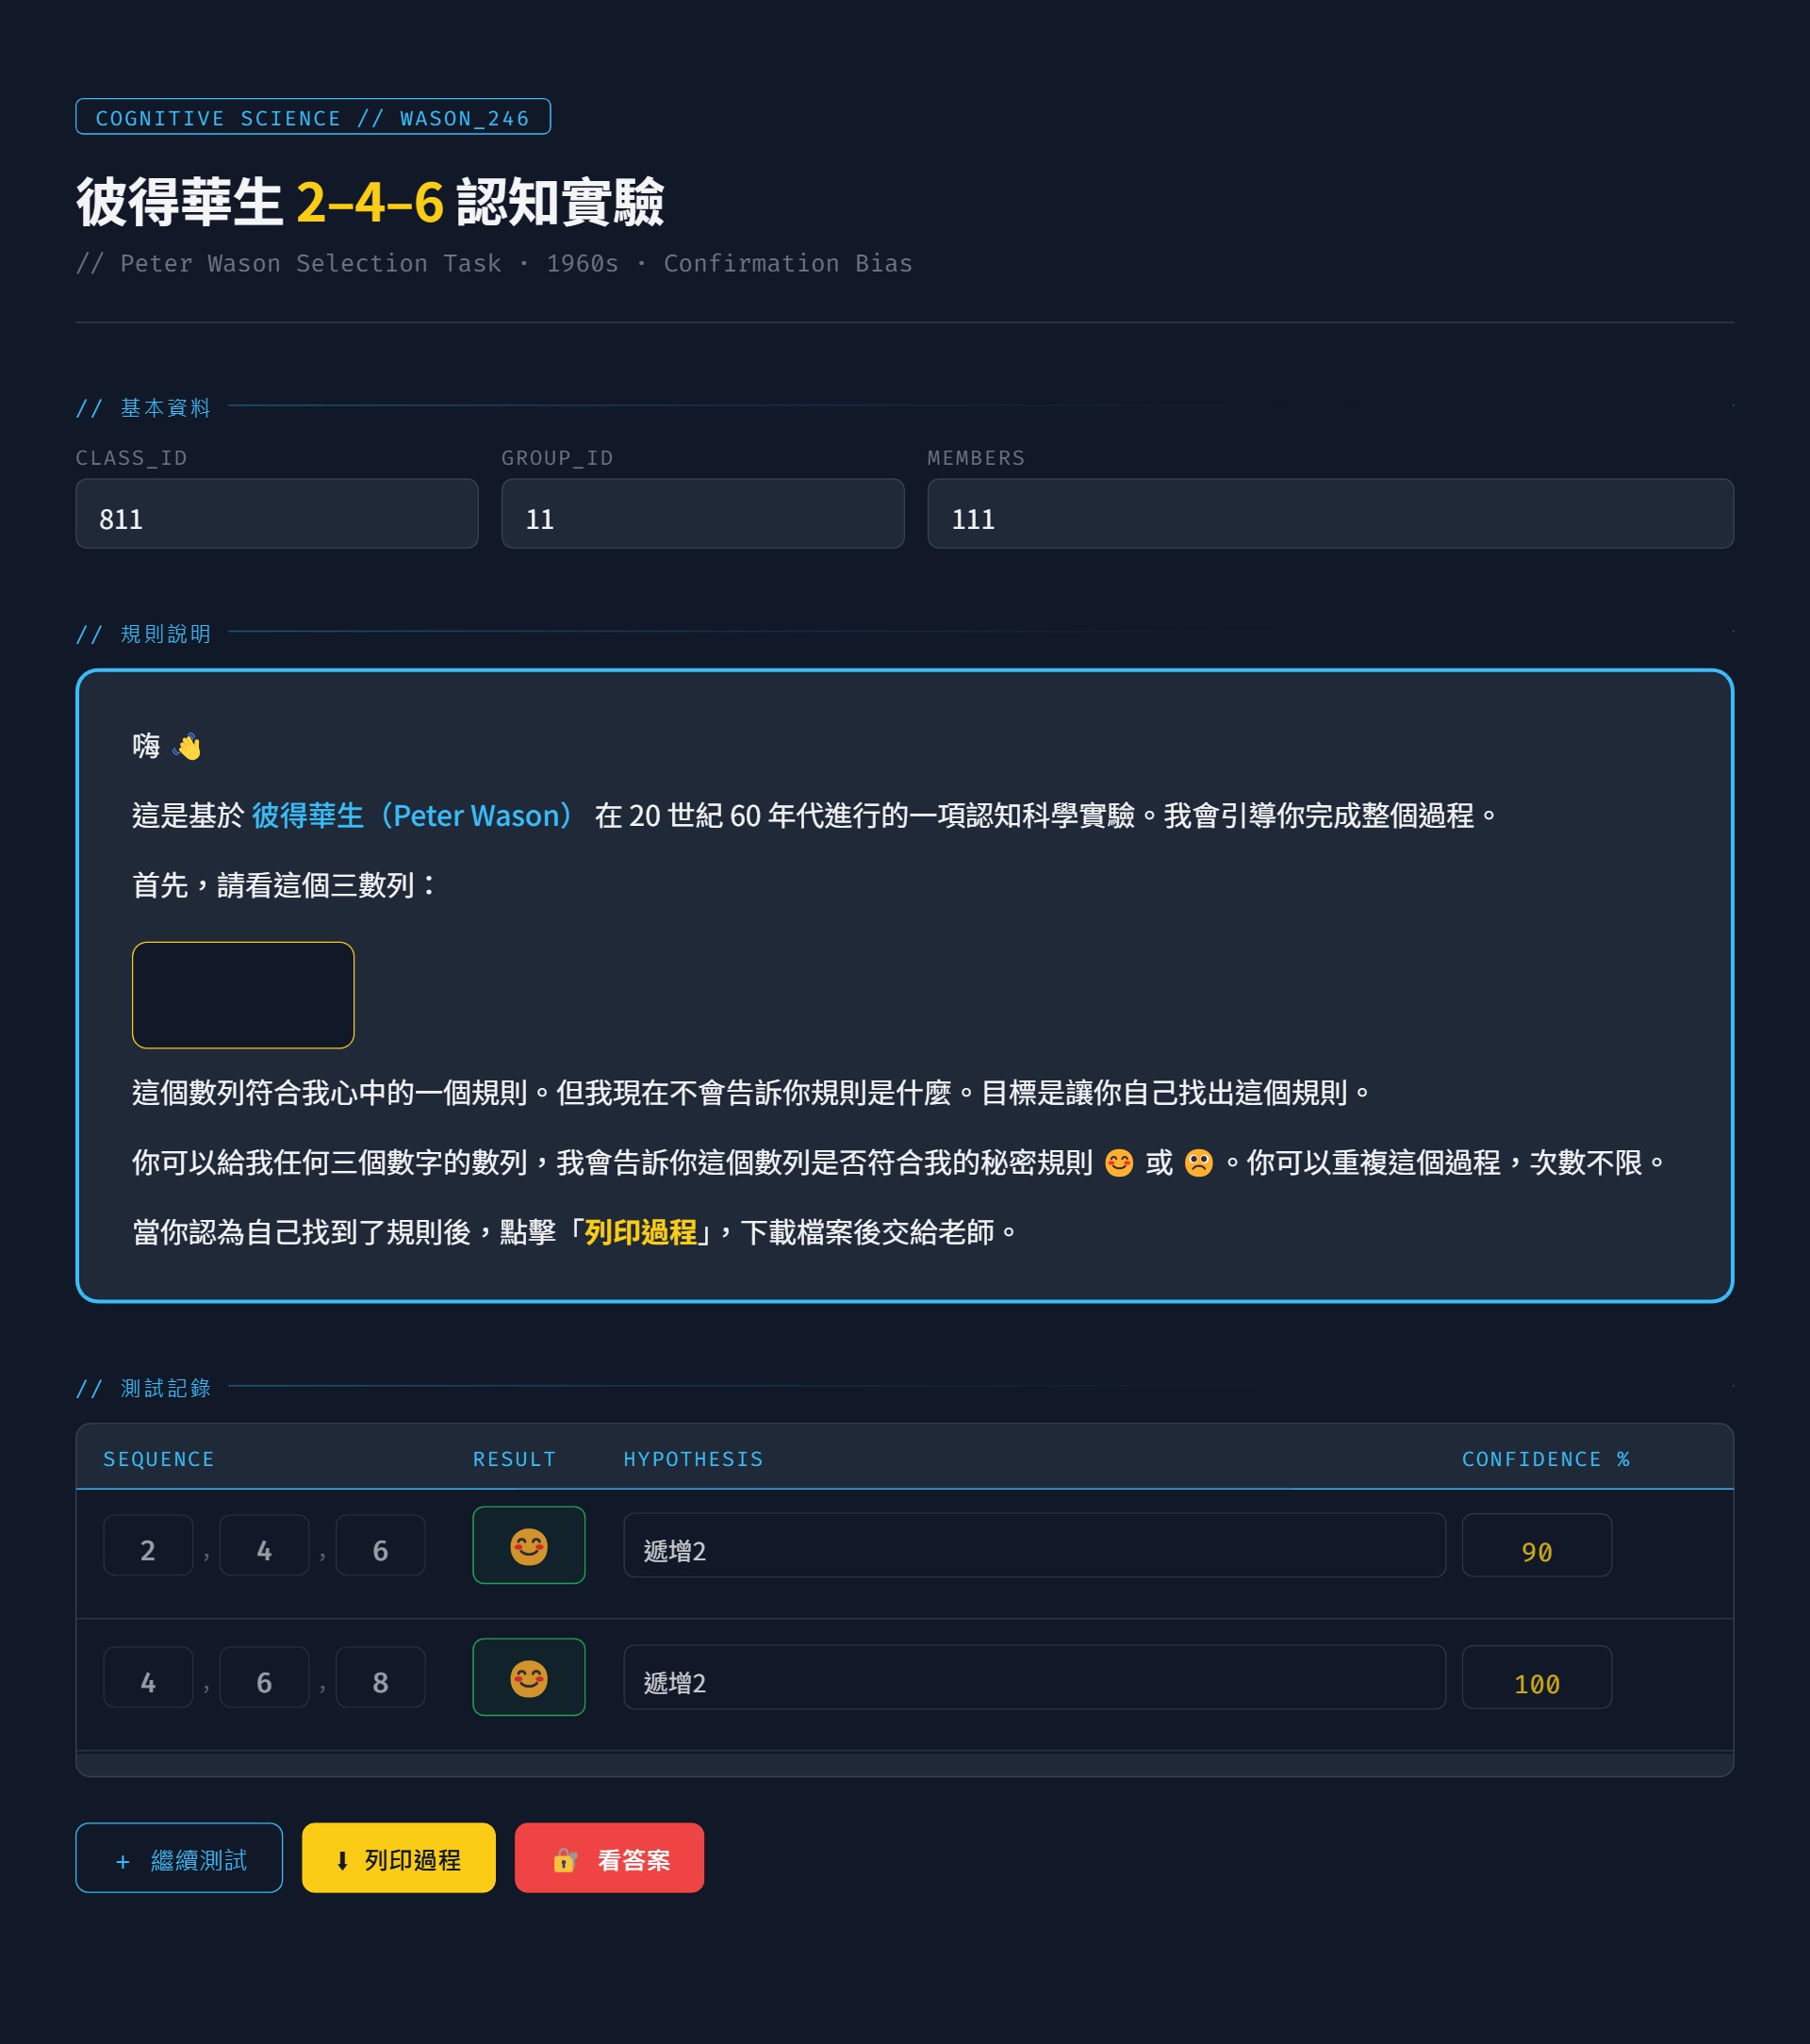 COGNITIVE SCIENCE // WASON_246
彼得華生 2–4–6 認知實驗
// Peter Wason Selection Task · 1960s · Confirmation Bias
// 基本資料
CLASS_ID GROUP_ID MEMBERS
811 11 111
// 規則說明
嗨 👋
這是基於 彼得華生（Peter Wason） 在 20 世紀 60 年代進行的一項認知科學實驗。我會引導你完成整個過程。
首先，請看這個三數列：
這個數列符合我心中的一個規則。但我現在不會告訴你規則是什麼。目標是讓你自己找出這個規則。
你可以給我任何三個數字的數列，我會告訴你這個數列是否符合我的秘密規則 😊 或 🙁 。你可以重複這個過程，次數不限。
當你認為自己找到了規則後，點擊「列印過程」，下載檔案後交給老師。
// 測試記錄
SEQUENCE RESULT HYPOTHESIS CONFIDENCE %
2 , 4 , 6 😊 遞增2 90
4 , 6 , 8 😊 遞增2 100
+ 繼續測試 ⬇ 列印過程 🔐 看答案